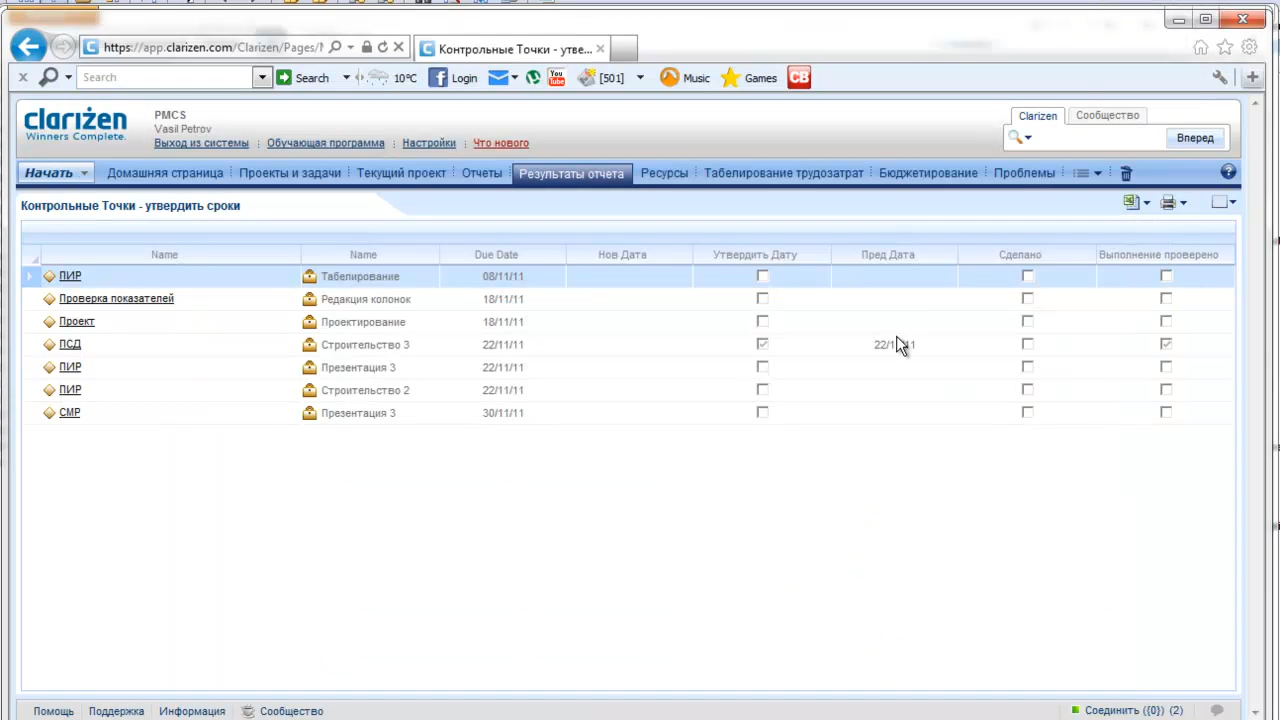 https://app.clarizen.com/Clarizen/Pages/ Контрольные Точки - утве...
Search Search 10°C Login You Tube [501] Music Games CB
clarizen
Winners Complete.
PMCS
Vasil Petrov
Выход из системы Обучающая программа Настройки Что нового
Clarizen Сообщество
Вперед
Начать Домашняя страница Проекты и задачи Текущий проект Отчеты Результаты отчета Ресурсы Табелирование трудозатрат Бюджетирование Проблемы
Контрольные Точки - утвердить сроки
Name Name Due Date Нов Дата Утвердить Дату Пред Дата Сделано Выполнение проверено
ПИР Табелирование 08/11/11
Проверка показателей Редакция колонок 18/11/11
Проект Проектирование 18/11/11
ПСД Строительство 3 22/11/11
ПИР Презентация 3 22/11/11
ПИР Строительство 2 22/11/11
СМР Презентация 3 30/11/11
Помощь Поддержка Информация Сообщество Соединить ({0}) (2)